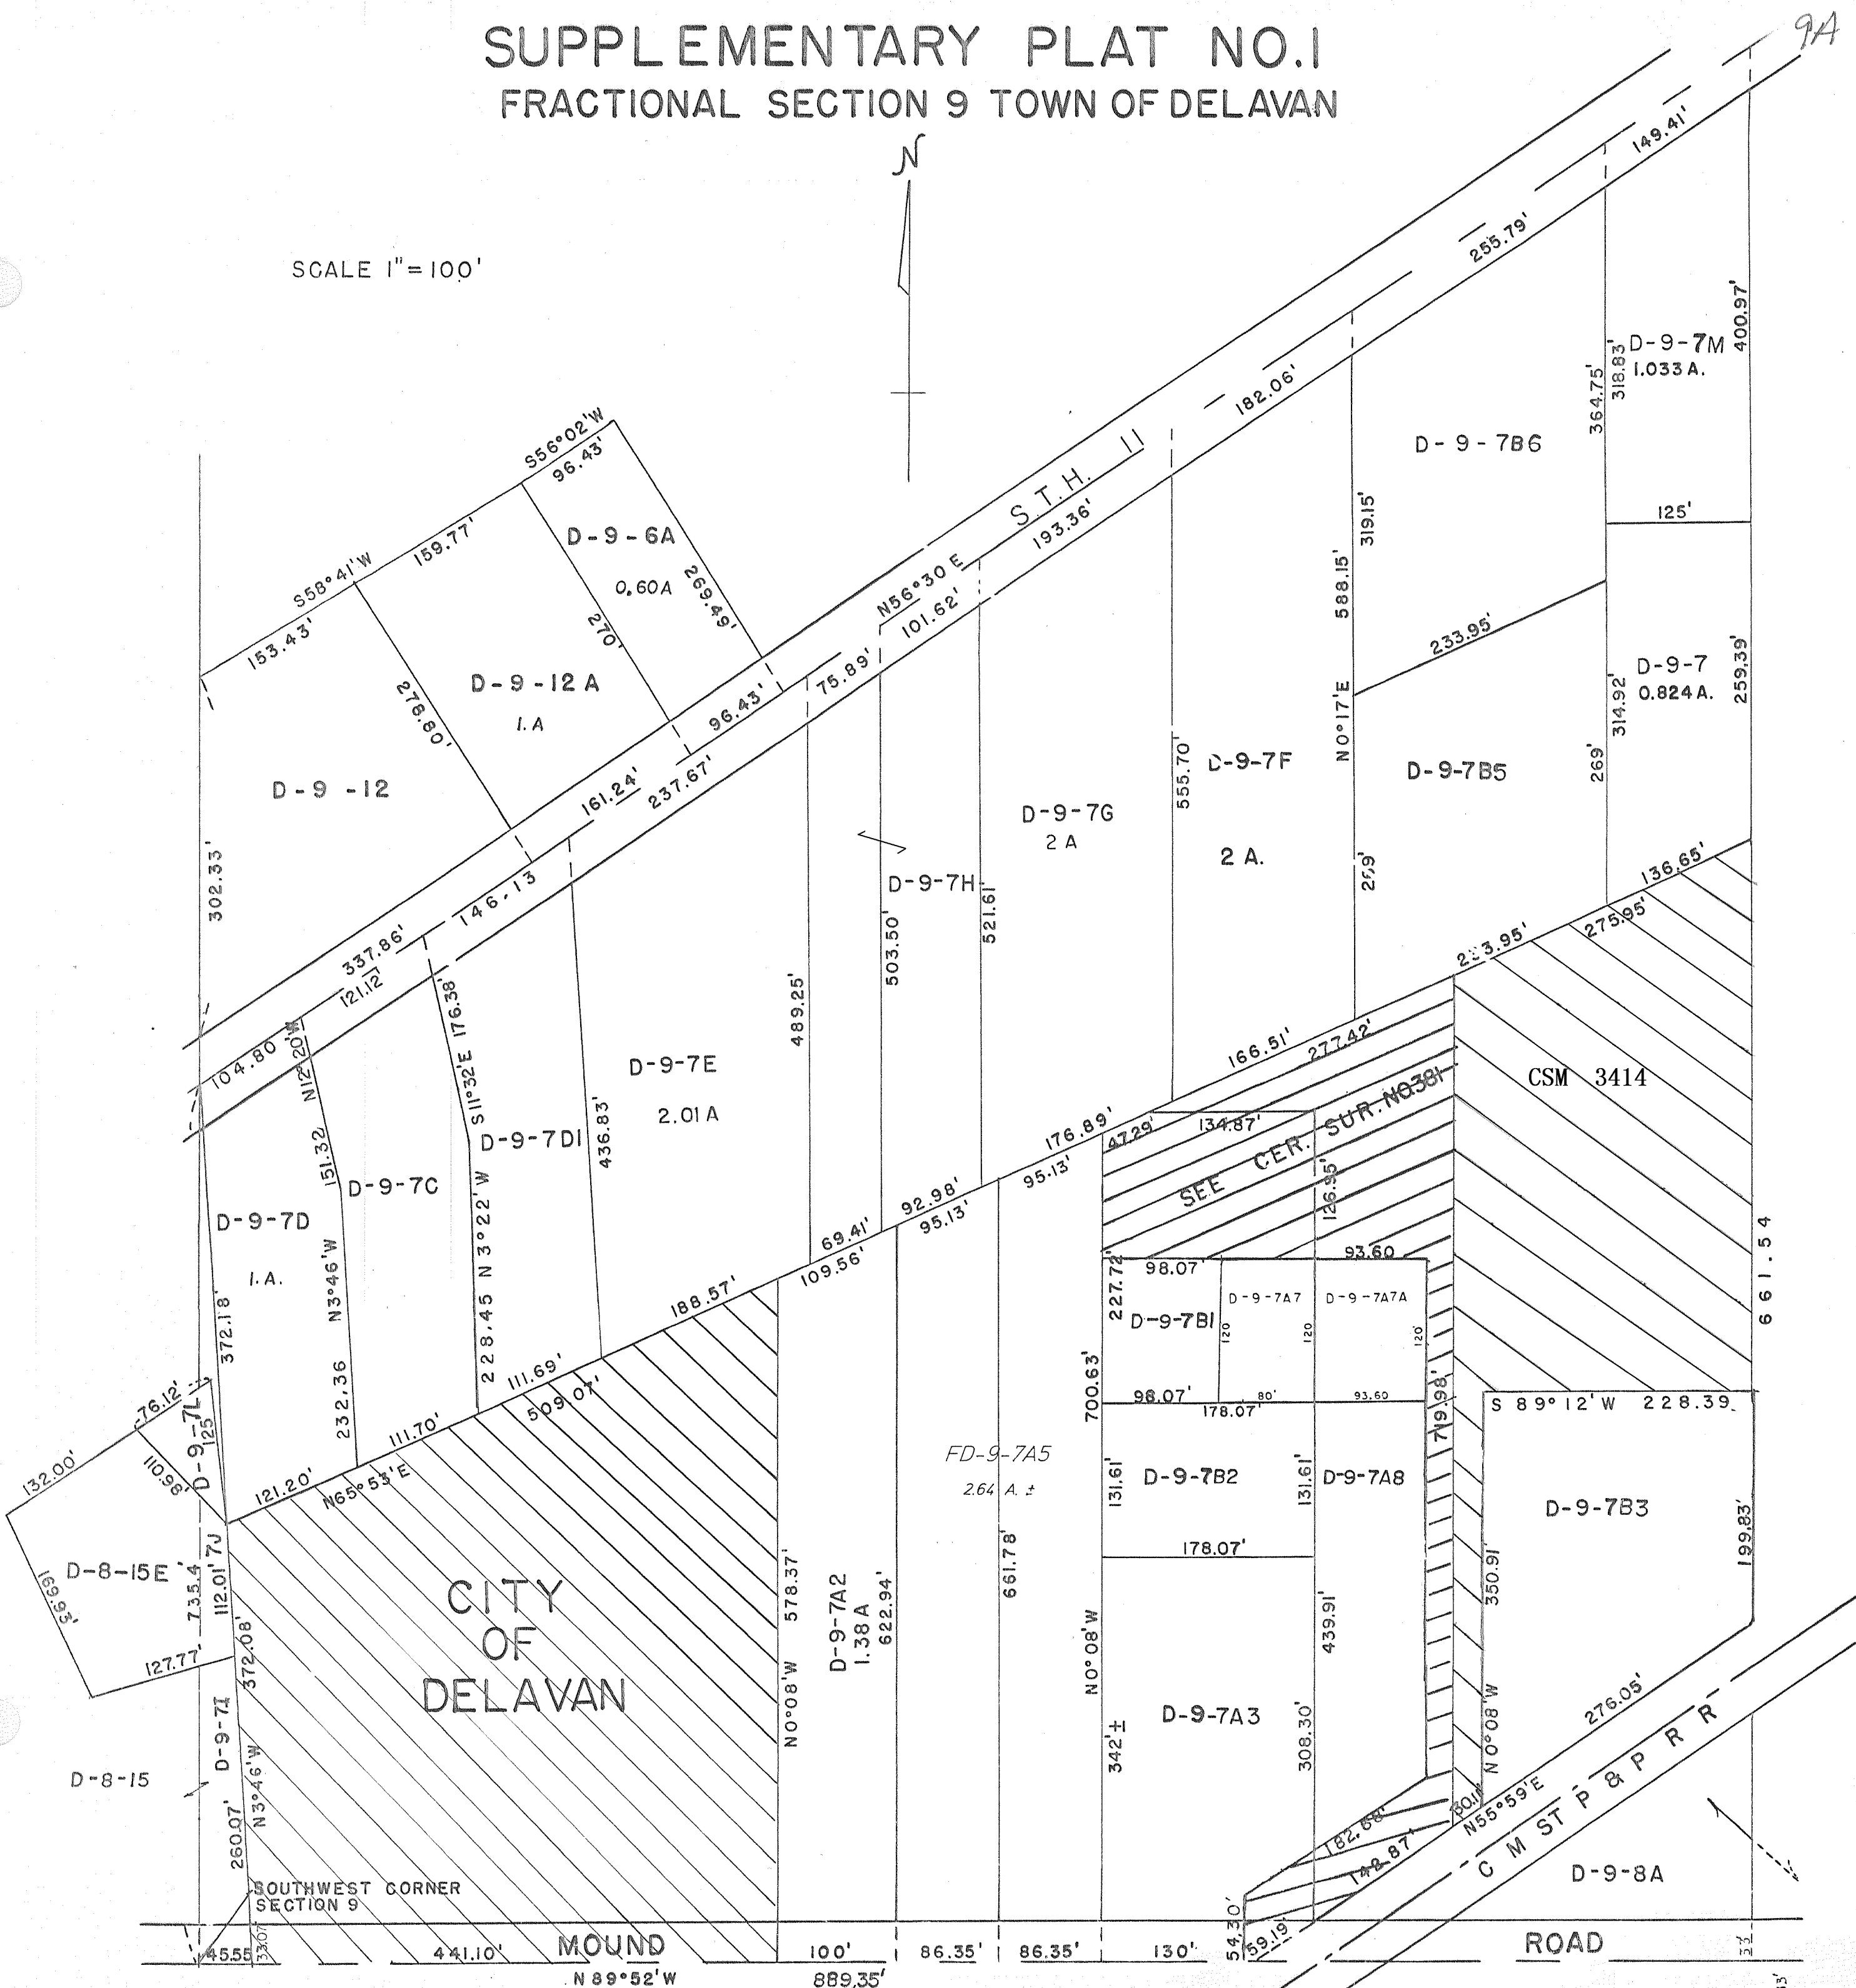 9A
SUPPLEMENTARY PLAT NO.1
FRACTIONAL SECTION 9 TOWN OF DELAVAN
N
SCALE 1"=100'
149.41'
255.79'
182.06'
S.T.H. 11
193.36'
N56°30 E
101.62'
75.89'
96.43'
161.24'
237.67'
146.13
337.86'
121.12'
104.80
S56°02'W
96.43'
159.77'
S58°41'W
153.43'
D-9-6A
0.60A
269.49'
270'
D-9-12A
1.A
278.80'
D-9-12
302.33'
D-9-7M
1.033 A.
400.97'
318.83'
364.75'
D-9-7B6
125'
319.15'
588.15'
233.95'
D-9-7
0.824 A.
259.39'
314.92'
269'
N0°17'E
D-9-7B5
D-9-7F
2 A.
555.70'
D-9-7G
2 A
D-9-7H
521.61'
503.50'
489.25'
D-9-7E
2.01 A
436.83'
D-9-7D1
176.38'
S11°32'E
228.45 N3°22'W
D-9-7C
N12°20'W
151.32
N3°46'W
232.36
D-9-7D
1.A.
372.18'
136.65'
275.95'
166.51'
277.42'
176.89'
47.29'
134.87'
SEE CER. SUR. NO.381
126.95'
CSM 3414
661.54
95.13'
92.98'
95.13'
69.41'
109.56'
188.57'
111.69'
509.07'
111.70'
121.20'
N65°53'E
93.60
98.07'
227.72'
D-9-7B1
D-9-7A7
D-9-7A7A
120
120
120'
98.07'
80'
93.60
178.07'
700.63'
719.98'
S 89°12'W 228.39
D-9-7B2
131.61'
131.61'
D-9-7A8
D-9-7B3
199.83'
350.91'
178.07'
FD-9-7A5
2.64 A. ±
661.78'
D-9-7A2
1.38 A
622.94'
578.37'
N0°08'W
N0°08'W
342'±
D-9-7A3
439.91'
308.30'
N0°08'W
276.05'
N55°59'E
30.11'
182.68'
142.87'
C M ST P & P R R
D-9-8A
76.12'
D-9-7L
125'
132.00'
110.98'
D-8-15E
169.63'
735.4'
112.01'
7J
127.77'
372.08'
D-9-7I
D-8-15
N3°46'W
260.07'
CITY
OF
DELAVAN
SOUTHWEST CORNER
SECTION 9
45.55
33.07'
441.10'
MOUND
100'
86.35'
86.35'
130'
54.30'
59.19'
ROAD
33'
N89°52'W
889.35'